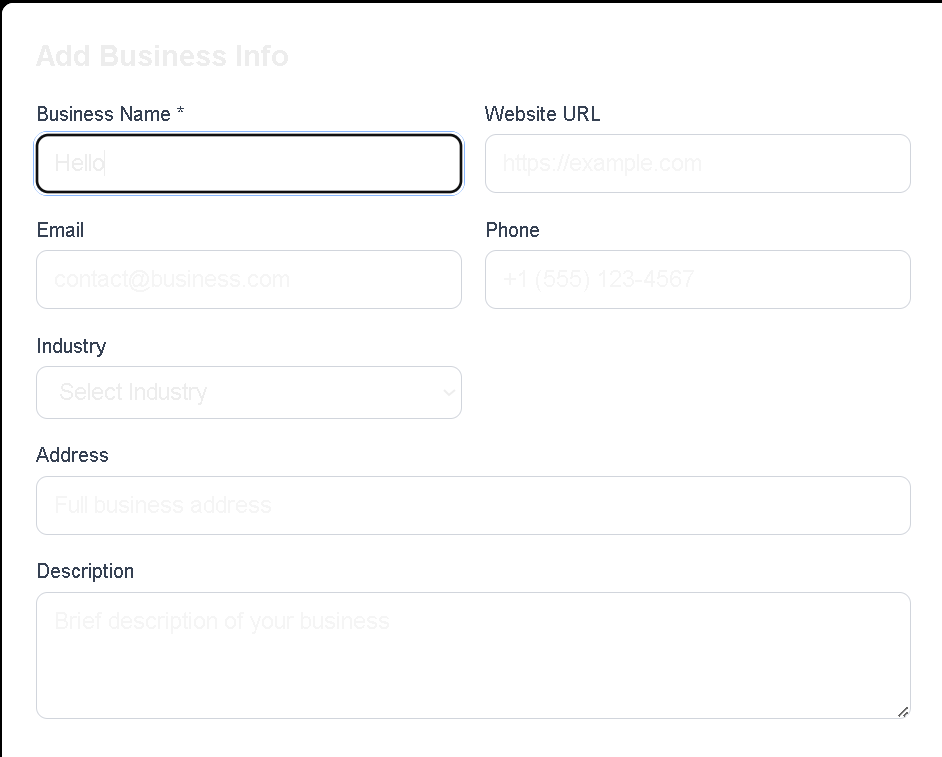 Add Business Info
Business Name *
Website URL
Hello
https://example.com
Email
Phone
contact@business.com
+1 (555) 123-4567
Industry
Select Industry
Address
Full business address
Description
Brief description of your business